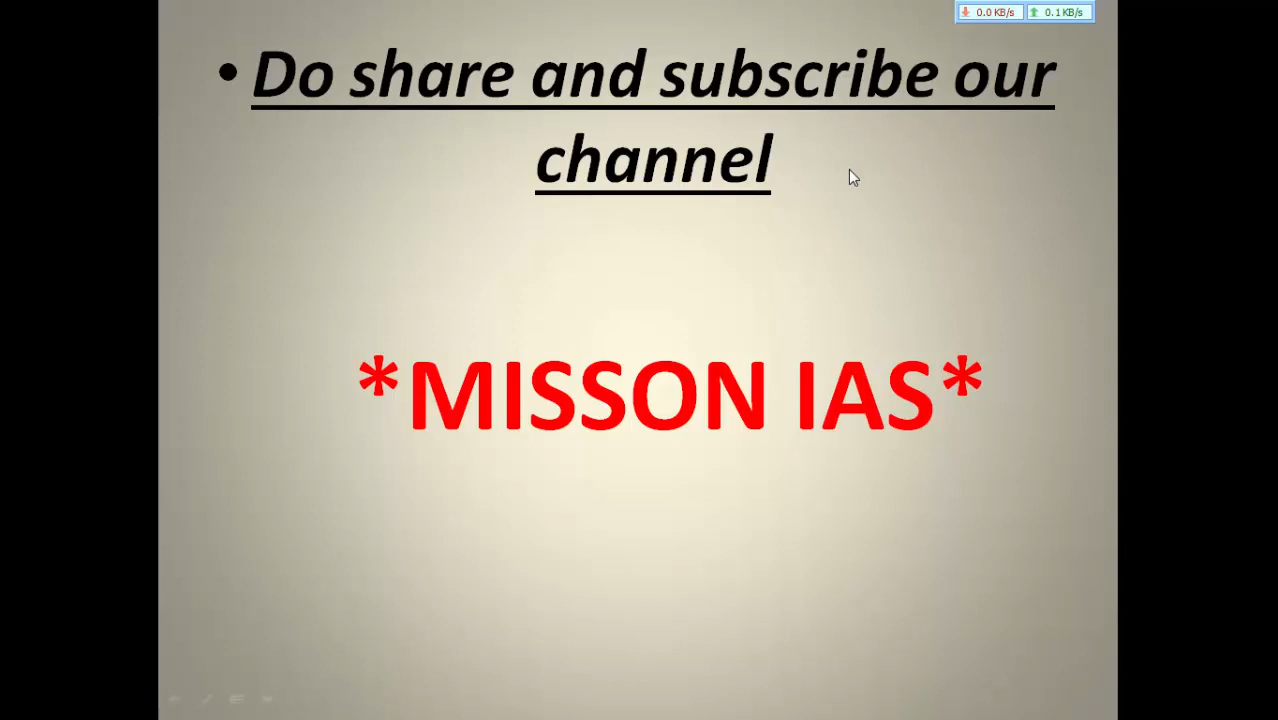 0.0 KB/s 0.1 KB/s
• Do share and subscribe our
channel
*MISSON IAS*